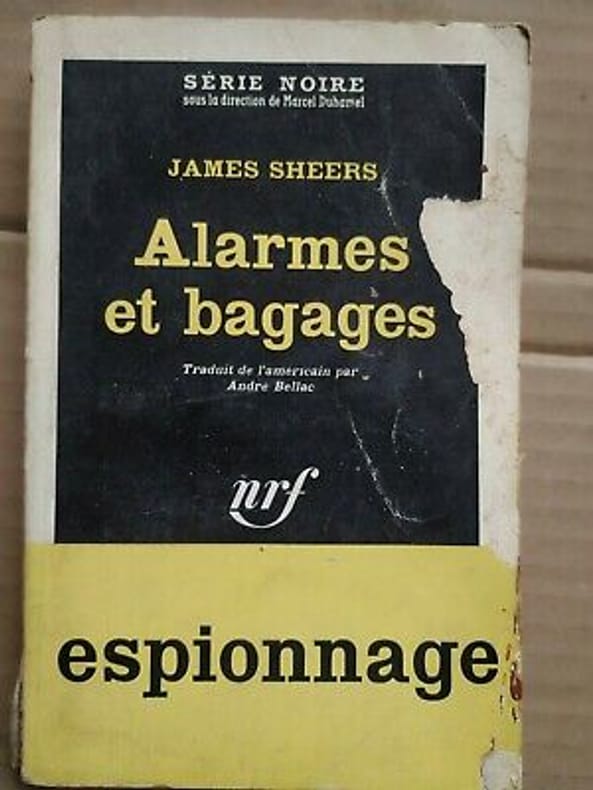 SÉRIE NOIRE
sous la direction de Marcel Duhamel
JAMES SHEERS
Alarmes
et bagages
Traduit de l'américain par
André Bellac
nrf
espionnage